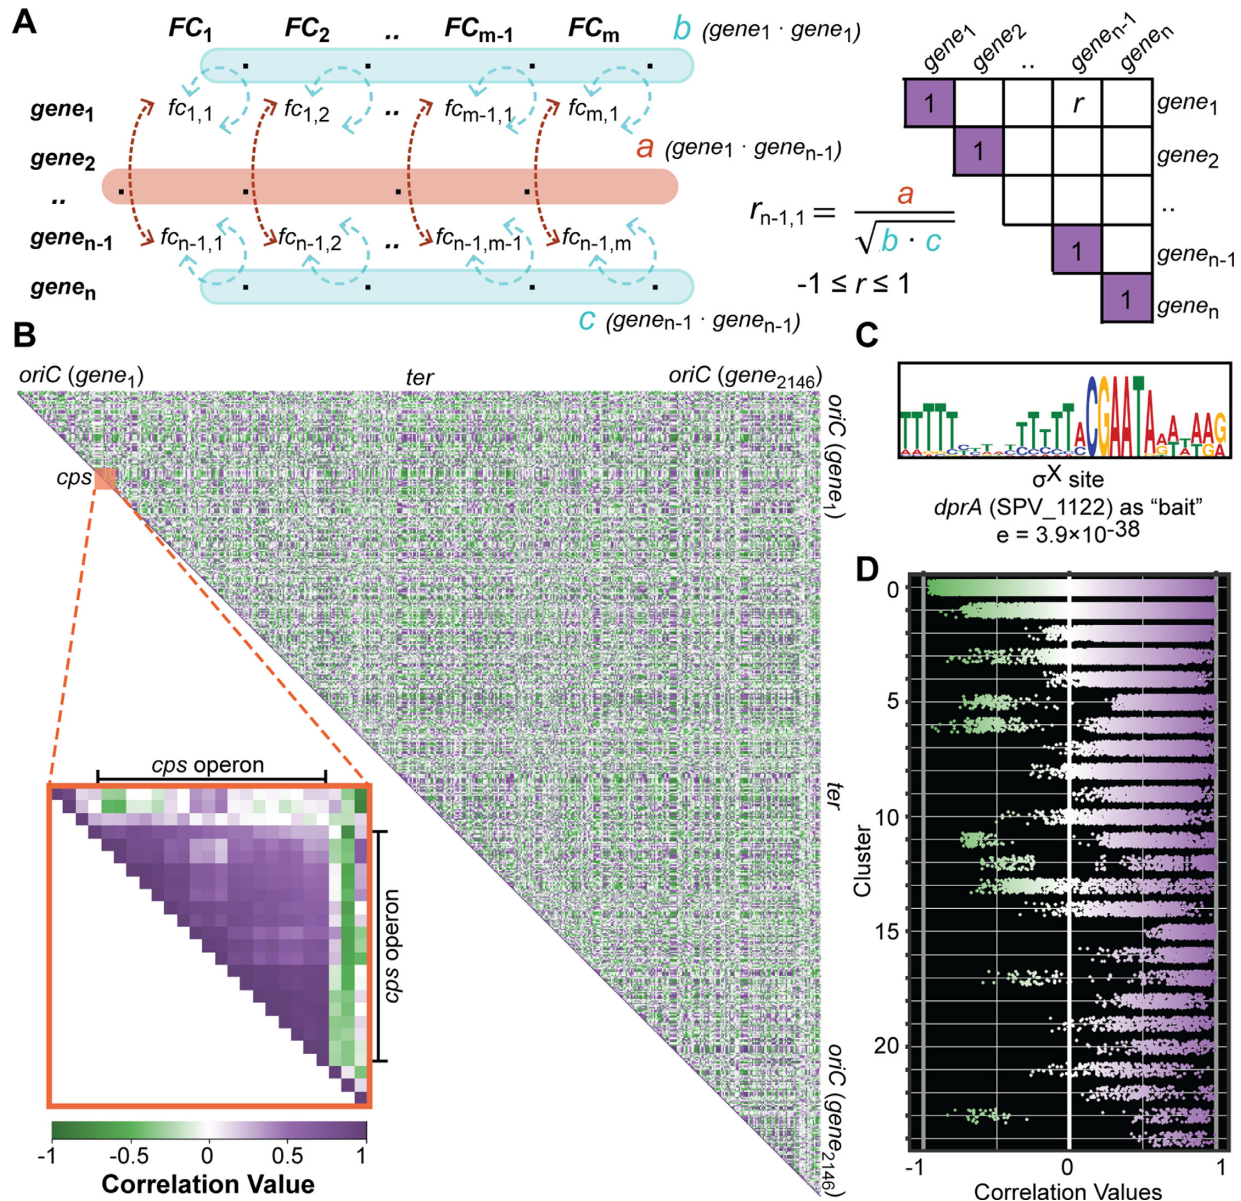 A
FC1 FC2 .. FCm-1 FCm
b (gene1 · gene1)
gene1 fc1,1 fc1,2 .. fcm-1,1 fcm,1
gene2
a (gene1 · genen-1)
..
genen-1 fcn-1,1 fcn-1,2 .. fcn-1,m-1 fcn-1,m
genen
c (genen-1 · genen-1)
rn-1,1 = a / √b · c
-1 ≤ r ≤ 1
gene1 gene2 .. genen-1 genen
1 r gene1
1 gene2
..
1 genen-1
1 genen
B
oriC (gene1) ter oriC (gene2146)
oriC (gene1)
ter
oriC (gene2146)
cps
cps operon
cps operon
-1 -0.5 0 0.5 1
Correlation Value
C
TTTTT TTTTTACGAATAAATAAG
σX site
dprA (SPV_1122) as “bait”
e = 3.9×10-38
D
0
5
10
15
20
Cluster
-1 0 1
Correlation Values